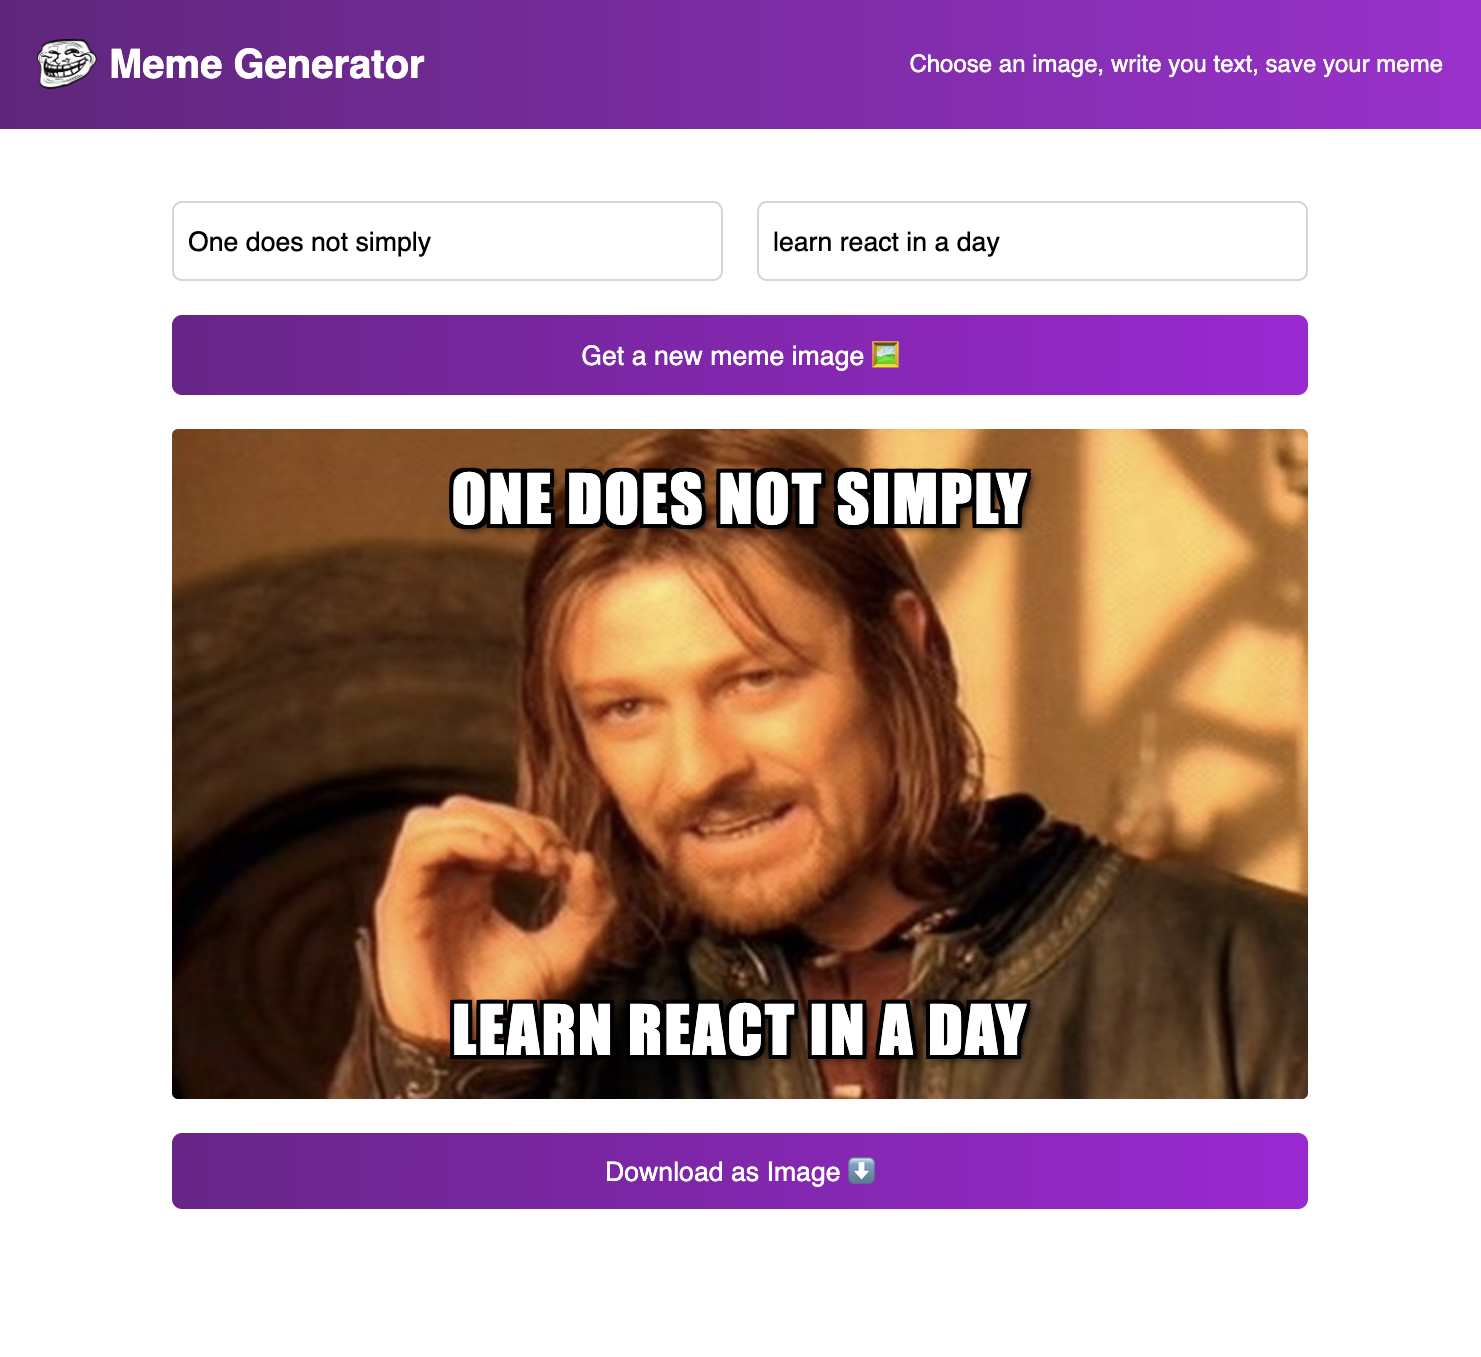 Meme Generator
Choose an image, write you text, save your meme
One does not simply
learn react in a day
Get a new meme image
ONE DOES NOT SIMPLY
LEARN REACT IN A DAY
Download as Image